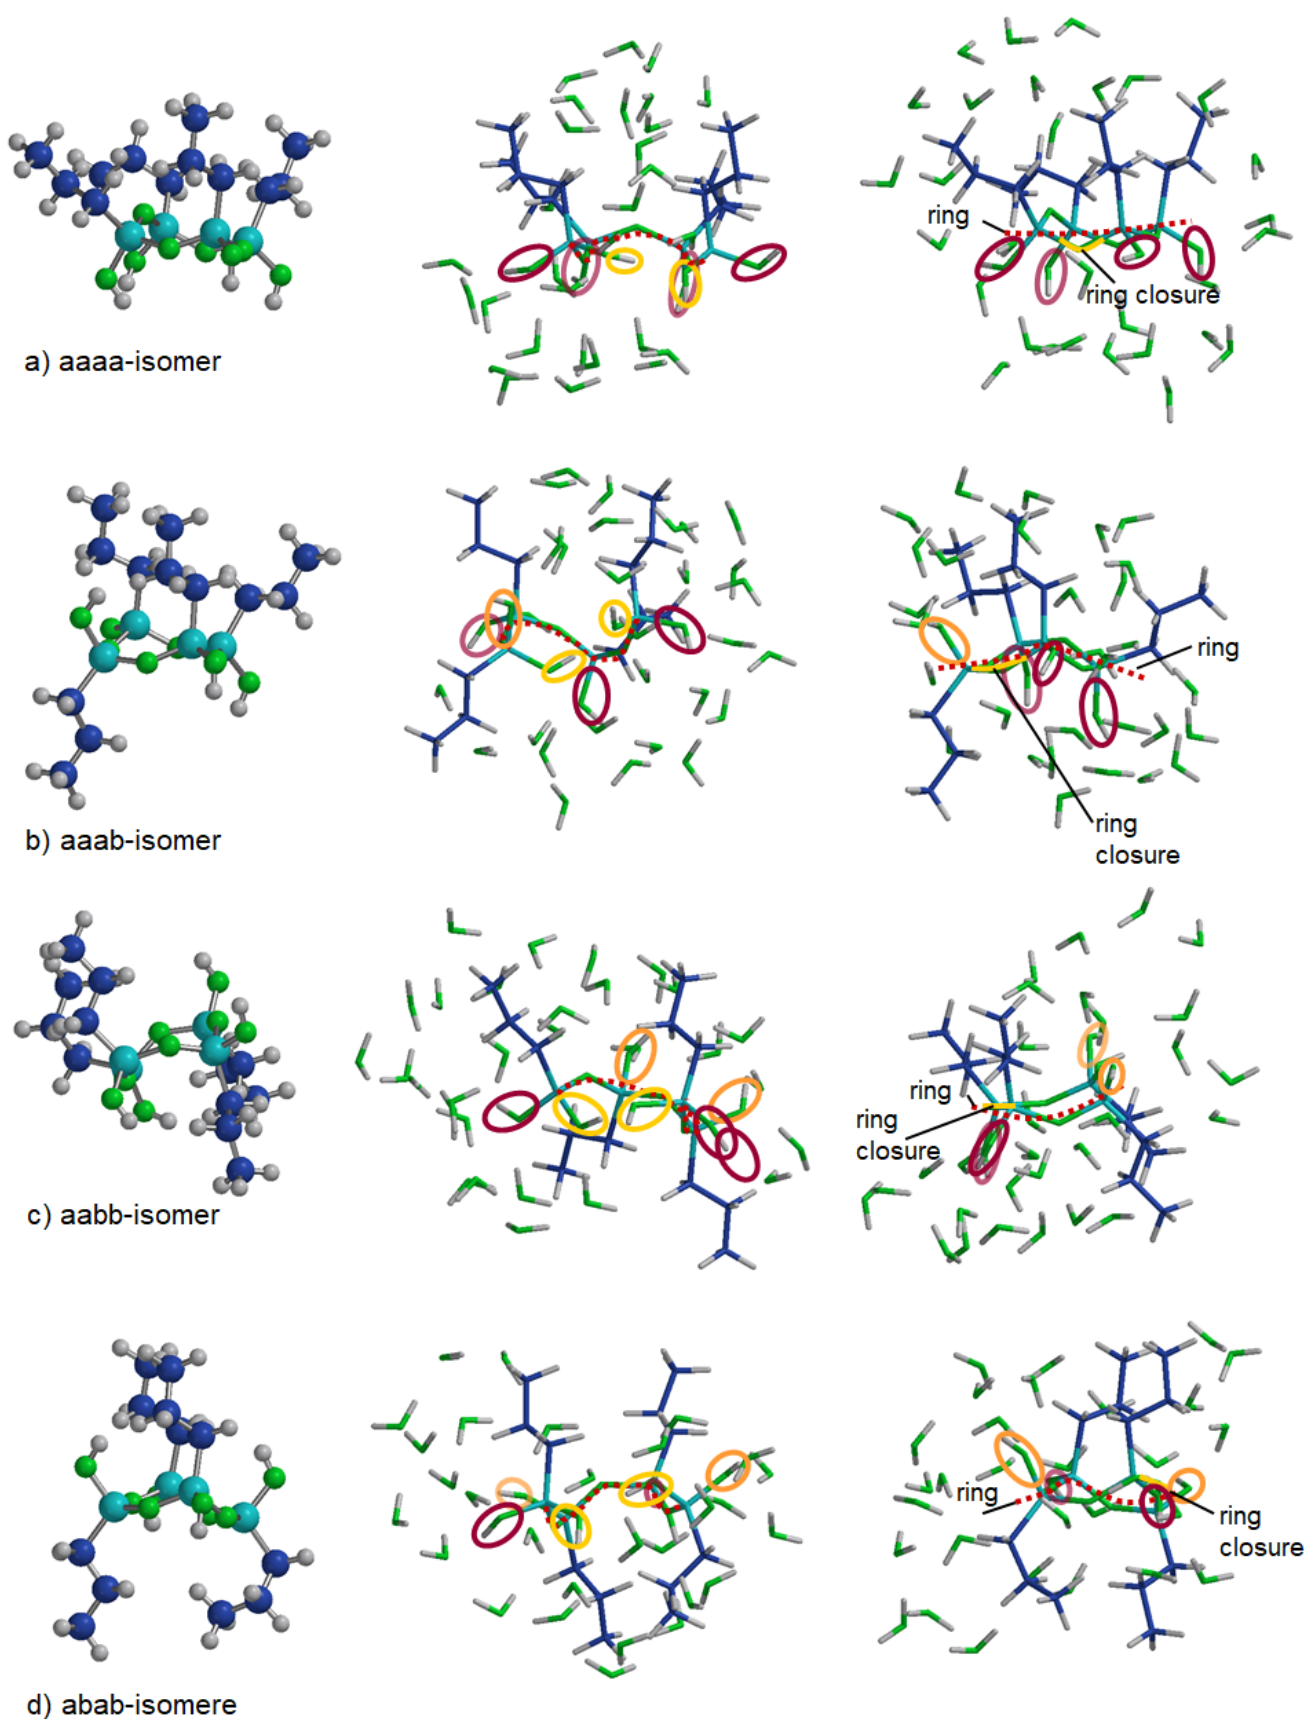 ring
ring closure
a) aaaa-isomer
ring
ring
closure
b) aaab-isomer
ring
ring
closure
c) aabb-isomer
ring
ring
closure
d) abab-isomere